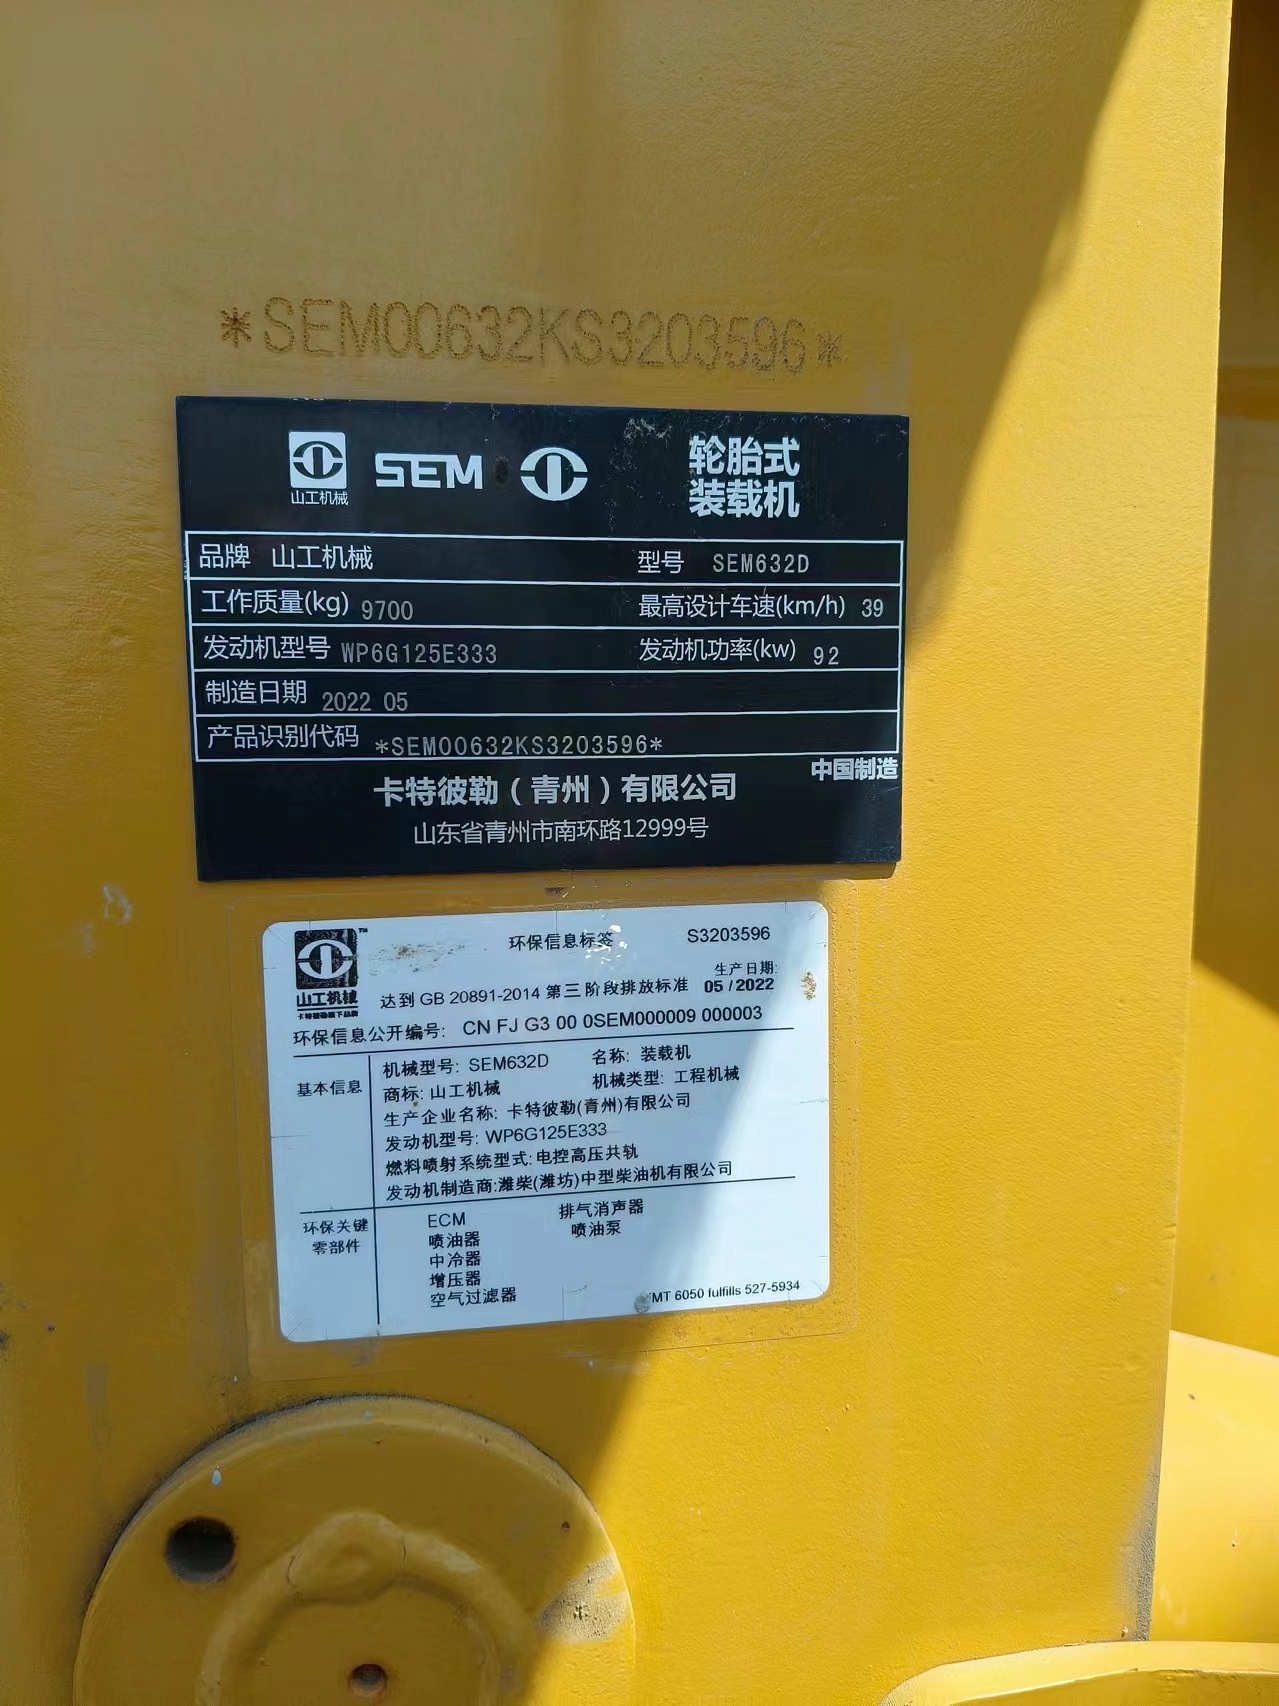 *SEM00632KS3203596*
山工机械
SEM
轮胎式
装载机
品牌 山工机械 型号 SEM632D
工作质量(kg) 9700 最高设计车速(km/h) 39
发动机型号 WP6G125E333 发动机功率(kw) 92
制造日期 2022 05
产品识别代码 *SEM00632KS3203596*
中国制造
卡特彼勒(青州)有限公司
山东省青州市南环路12999号
环保信息标签 S3203596
TM
山工机械
卡特彼勒旗下品牌
生产日期:
达到 GB 20891-2014 第三阶段排放标准 05/2022
环保信息公开编号: CN FJ G3 00 0SEM000009 000003
基本信息
机械型号: SEM632D 名称: 装载机
商标: 山工机械 机械类型: 工程机械
生产企业名称: 卡特彼勒(青州)有限公司
发动机型号: WP6G125E333
燃料喷射系统型式: 电控高压共轨
发动机制造商:潍柴(潍坊)中型柴油机有限公司
环保关键
零部件
ECM 排气消声器
喷油器 喷油泵
中冷器
增压器
空气过滤器
MT 6050 fulfills 527-5934